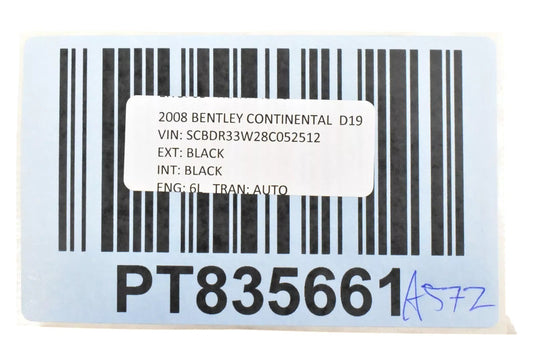 2008 BENTLEY CONTINENTAL D19
VIN: SCBDR33W28C052512
EXT: BLACK
INT: BLACK
ENG: 6L TRAN: AUTO
PT835661
A572